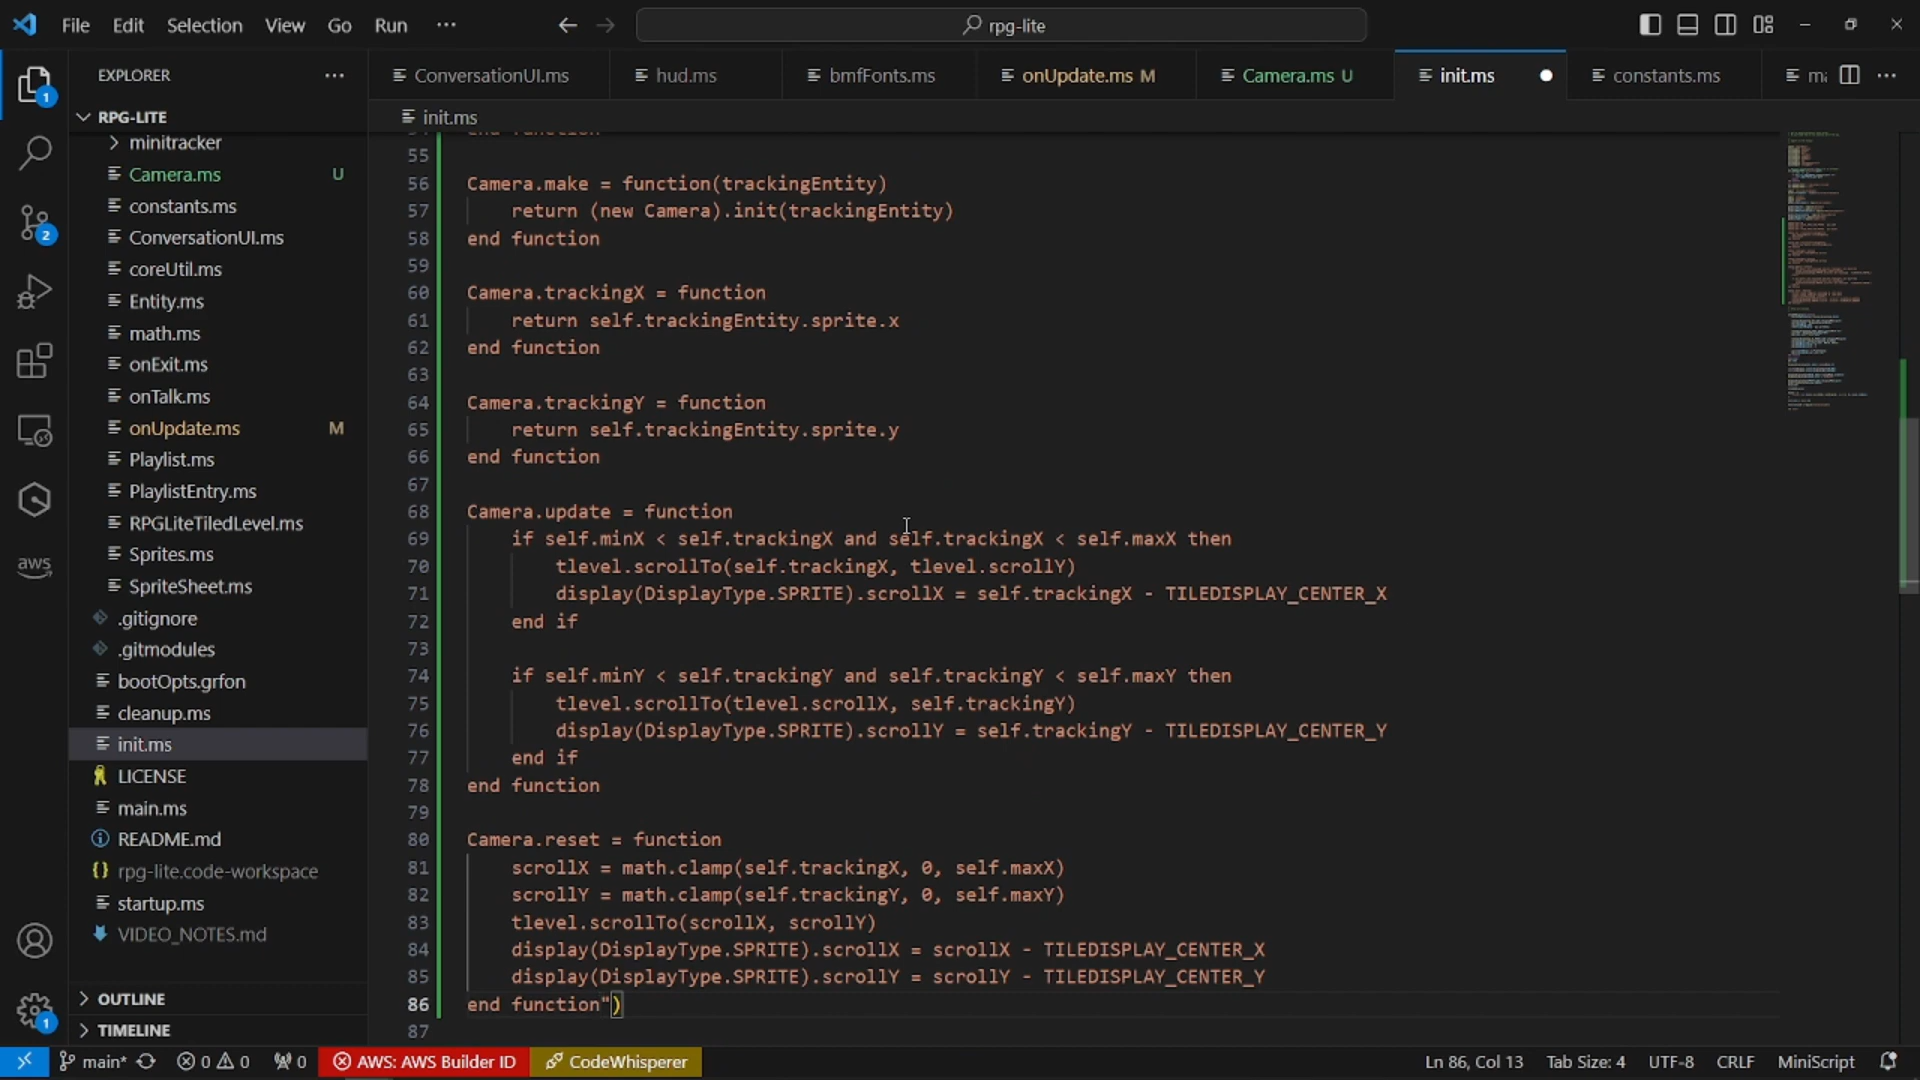 File Edit Selection View Go Run ··· rpg-lite
EXPLORER ···
ConversationUI.ms hud.ms bmfFonts.ms onUpdate.ms M Camera.ms U init.ms constants.ms
RPG-LITE
minitracker
Camera.ms U
constants.ms
ConversationUI.ms
coreUtil.ms
Entity.ms
math.ms
onExit.ms
onTalk.ms
onUpdate.ms M
Playlist.ms
PlaylistEntry.ms
RPGLiteTiledLevel.ms
Sprites.ms
SpriteSheet.ms
.gitignore
.gitmodules
bootOpts.grfon
cleanup.ms
init.ms
LICENSE
main.ms
README.md
rpg-lite.code-workspace
startup.ms
VIDEO_NOTES.md
OUTLINE
TIMELINE
1
2
aws
1
init.ms
55
56 Camera.make = function(trackingEntity)
57 return (new Camera).init(trackingEntity)
58 end function
59
60 Camera.trackingX = function
61 return self.trackingEntity.sprite.x
62 end function
63
64 Camera.trackingY = function
65 return self.trackingEntity.sprite.y
66 end function
67
68 Camera.update = function
69 if self.minX < self.trackingX and self.trackingX < self.maxX then
70 tlevel.scrollTo(self.trackingX, tlevel.scrollY)
71 display(DisplayType.SPRITE).scrollX = self.trackingX - TILEDISPLAY_CENTER_X
72 end if
73
74 if self.minY < self.trackingY and self.trackingY < self.maxY then
75 tlevel.scrollTo(tlevel.scrollX, self.trackingY)
76 display(DisplayType.SPRITE).scrollY = self.trackingY - TILEDISPLAY_CENTER_Y
77 end if
78 end function
79
80 Camera.reset = function
81 scrollX = math.clamp(self.trackingX, 0, self.maxX)
82 scrollY = math.clamp(self.trackingY, 0, self.maxY)
83 tlevel.scrollTo(scrollX, scrollY)
84 display(DisplayType.SPRITE).scrollX = scrollX - TILEDISPLAY_CENTER_X
85 display(DisplayType.SPRITE).scrollY = scrollY - TILEDISPLAY_CENTER_Y
86 end function")
87
main* 0 0 0 AWS: AWS Builder ID CodeWhisperer Ln 86, Col 13 Tab Size: 4 UTF-8 CRLF MiniScript